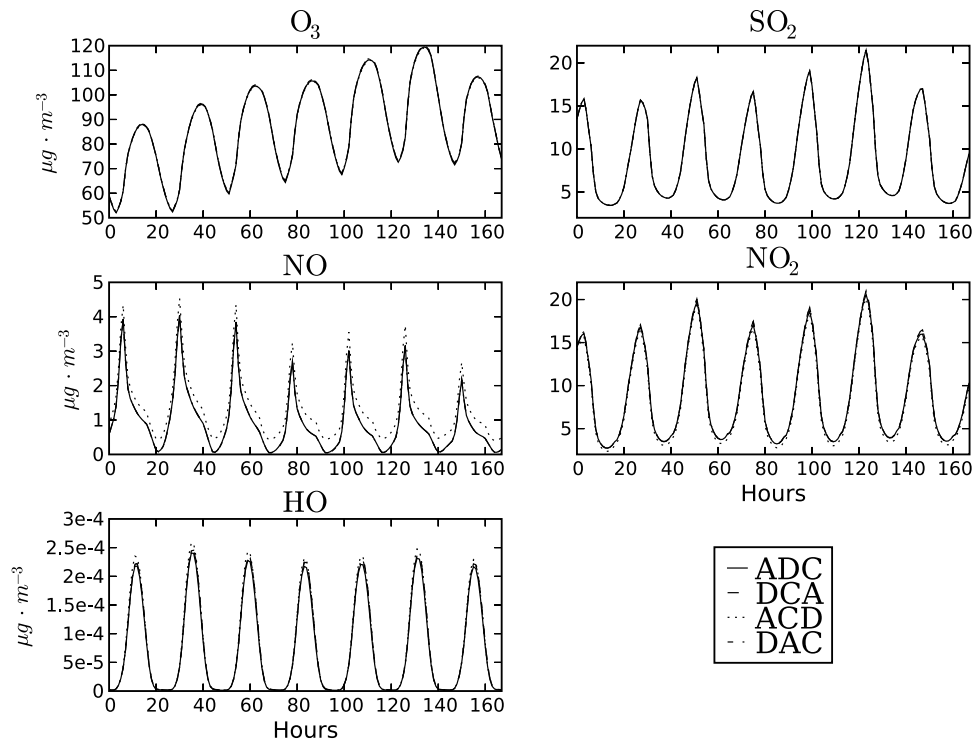 O₃
μg · m⁻³
120
110
100
90
80
70
60
50
0 20 40 60 80 100 120 140 160
SO₂
20
15
10
5
0 20 40 60 80 100 120 140 160
NO
μg · m⁻³
5
4
3
2
1
0
0 20 40 60 80 100 120 140 160
NO₂
20
15
10
5
0 20 40 60 80 100 120 140 160
Hours
HO
μg · m⁻³
3e-4
2.5e-4
2e-4
1.5e-4
1e-4
5e-5
0
0 20 40 60 80 100 120 140 160
Hours
ADC
DCA
ACD
DAC